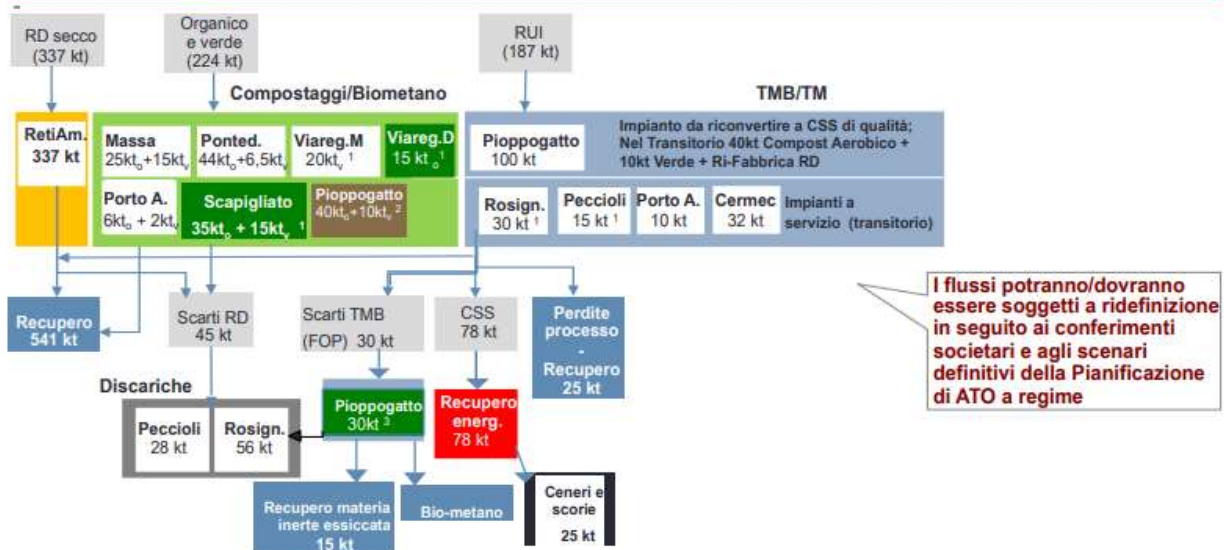 RD secco
(337 kt)
Organico
e verde
(224 kt)
RUI
(187 kt)
Compostaggi/Biometano
TMB/TM
RetiAm.
337 kt
Massa
25kto+15ktv
Ponted.
44kto+6,5ktv
Viareg.M
20ktv 1
Viareg.D
15 kto 1
Porto A.
6kto + 2ktv
Scapigliato
35kto + 15ktv 1
Pioppogatto
40kto+10ktv 2
Pioppogatto
100 kt
Impianto da riconvertire a CSS di qualità;
Nel Transitorio 40kt Compost Aerobico +
10kt Verde + Ri-Fabbrica RD
Rosign.
30 kt 1
Peccioli
15 kt 1
Porto A.
10 kt
Cermec
32 kt
Impianti a
servizio (transitorio)
Recupero
541 kt
Scarti RD
45 kt
Scarti TMB
(FOP) 30 kt
CSS
78 kt
Perdite
processo
-
Recupero
25 kt
I flussi potranno/dovranno
essere soggetti a ridefinizione
in seguito ai conferimenti
societari e agli scenari
definitivi della Pianificazione
di ATO a regime
Discariche
Peccioli
28 kt
Rosign.
56 kt
Pioppogatto
30kt 3
Recupero
energ.
78 kt
Recupero materia
inerte essiccata
15 kt
Bio-metano
Ceneri e
scorie
25 kt